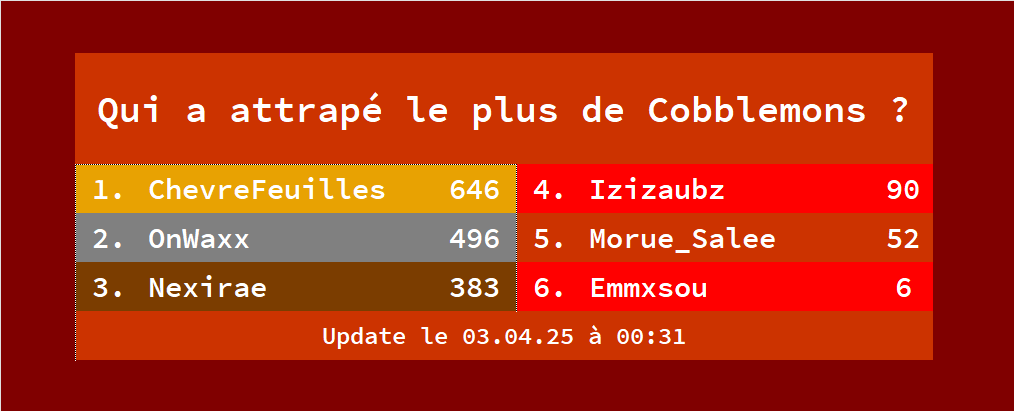 Qui a attrapé le plus de Cobblemons ?
1. ChevreFeuilles 646
2. OnWaxx 496
3. Nexirae 383
4. Izizaubz 90
5. Morue_Salee 52
6. Emmxsou 6
Update le 03.04.25 à 00:31